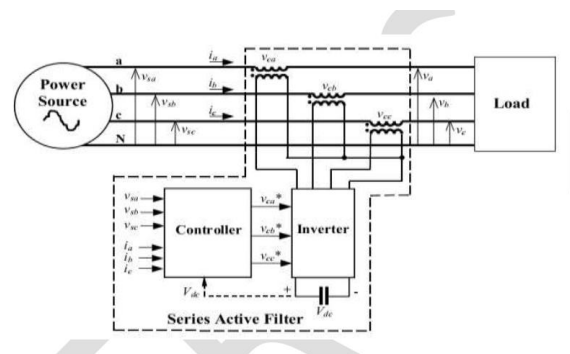 a i_a v_ca
Power Source
v_sa
v_a
b i_b v_cb
v_sb
v_b
Load
c i_c v_cc
v_sc
v_c
N
v_sa
v_sb
v_sc
i_a
i_b
i_c
Controller
v_ca*
v_cb*
v_cc*
Inverter
V_dc
+ -
V_dc
Series Active Filter